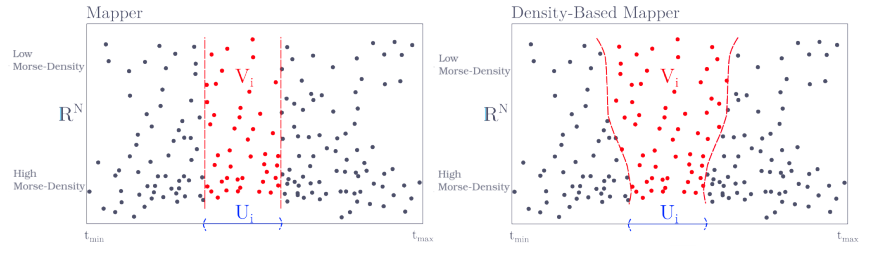 Mapper
Low
Morse-Density
V_i
R^N
High
Morse-Density
U_i
t_min
t_max
Density-Based Mapper
Low
Morse-Density
V_i
R^N
High
Morse-Density
U_i
t_min
t_max